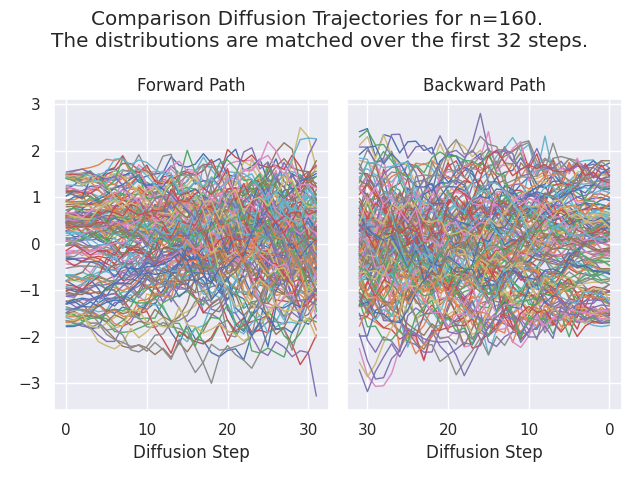 Comparison Diffusion Trajectories for n=160.
The distributions are matched over the first 32 steps.
Forward Path
Backward Path
3
2
1
0
−1
−2
−3
0 10 20 30
30 20 10 0
Diffusion Step
Diffusion Step